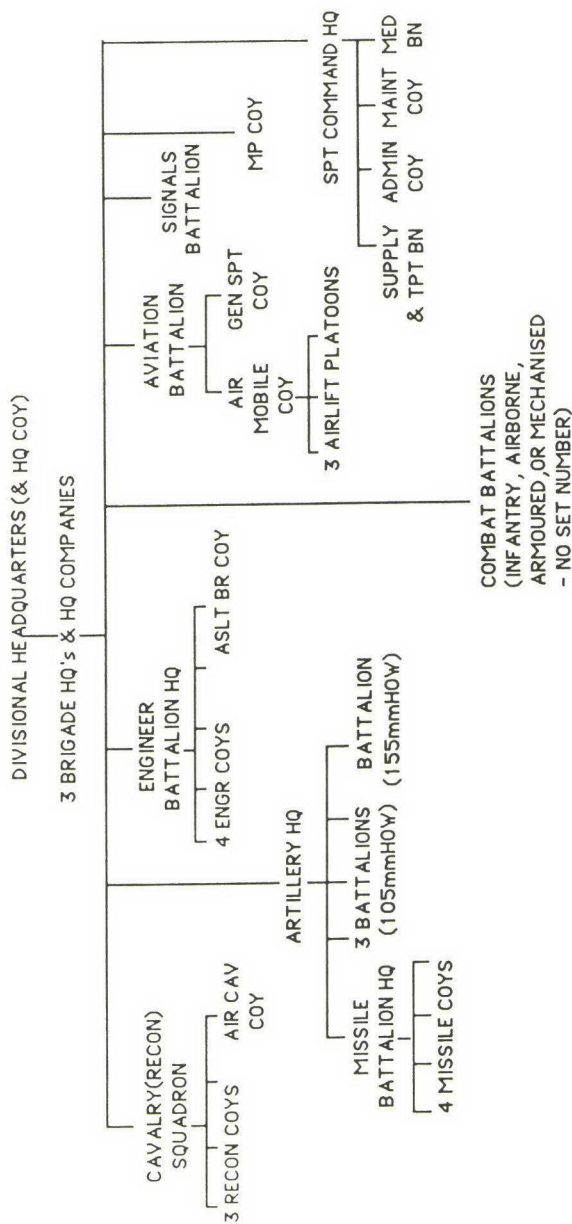 DIVISIONAL HEADQUARTERS (& HQ COY)
3 BRIGADE HQ's & HQ COMPANIES
CAVALRY(RECON)
SQUADRON
3 RECON COYS
AIR CAV
COY
ENGINEER
BATTALION HQ
4 ENGR COYS
ASLT BR COY
AVIATION
BATTALION
AIR
MOBILE
COY
GEN SPT
COY
3 AIRLIFT PLATOONS
SIGNALS
BATTALION
MP COY
ARTILLERY HQ
MISSILE
BATTALION HQ
4 MISSILE COYS
3 BATTALIONS
(105mmHOW)
BATTALION
(155mmHOW)
COMBAT BATTALIONS
(INFANTRY, AIRBORNE,
ARMOURED, OR MECHANISED
- NO SET NUMBER)
SPT COMMAND HQ
SUPPLY
& TPT BN
ADMIN
COY
MAINT
COY
MED
BN